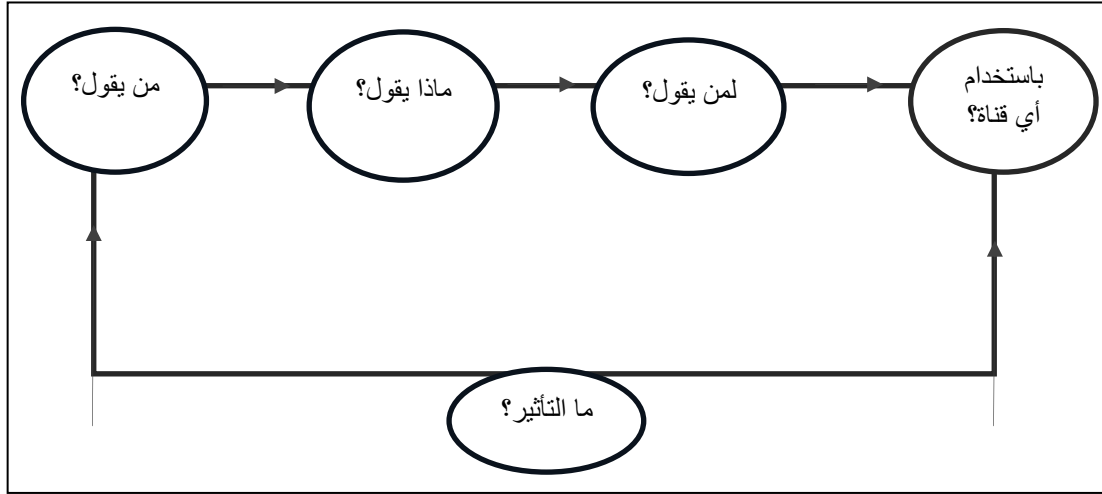 من يقول؟
ماذا يقول؟
لمن يقول؟
باستخدام
أي قناة؟
ما التأثير؟